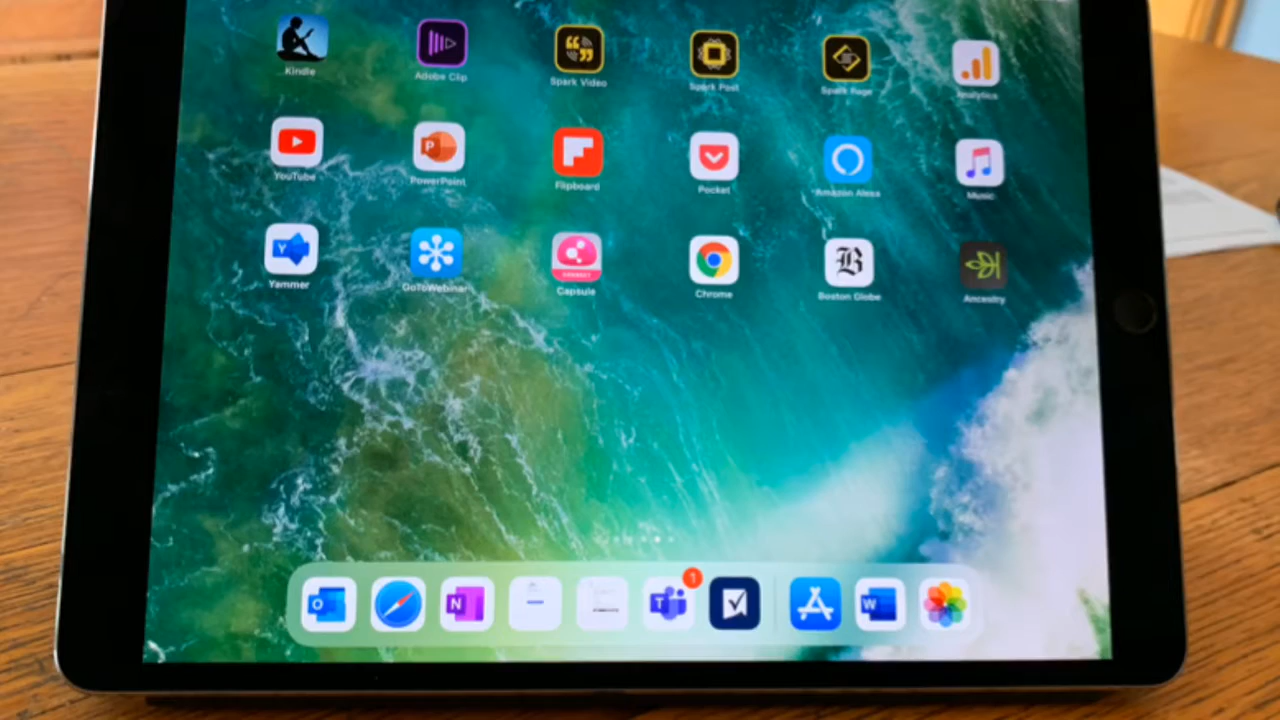 Kindle Adobe Clip Spark Video Spark Post Spark Page Analytics
YouTube PowerPoint Flipboard Pocket Amazon Alexa Music
Y
P
B
Yammer GoToWebinar Capsule Chrome Boston Globe Ancestry
1
O N T W